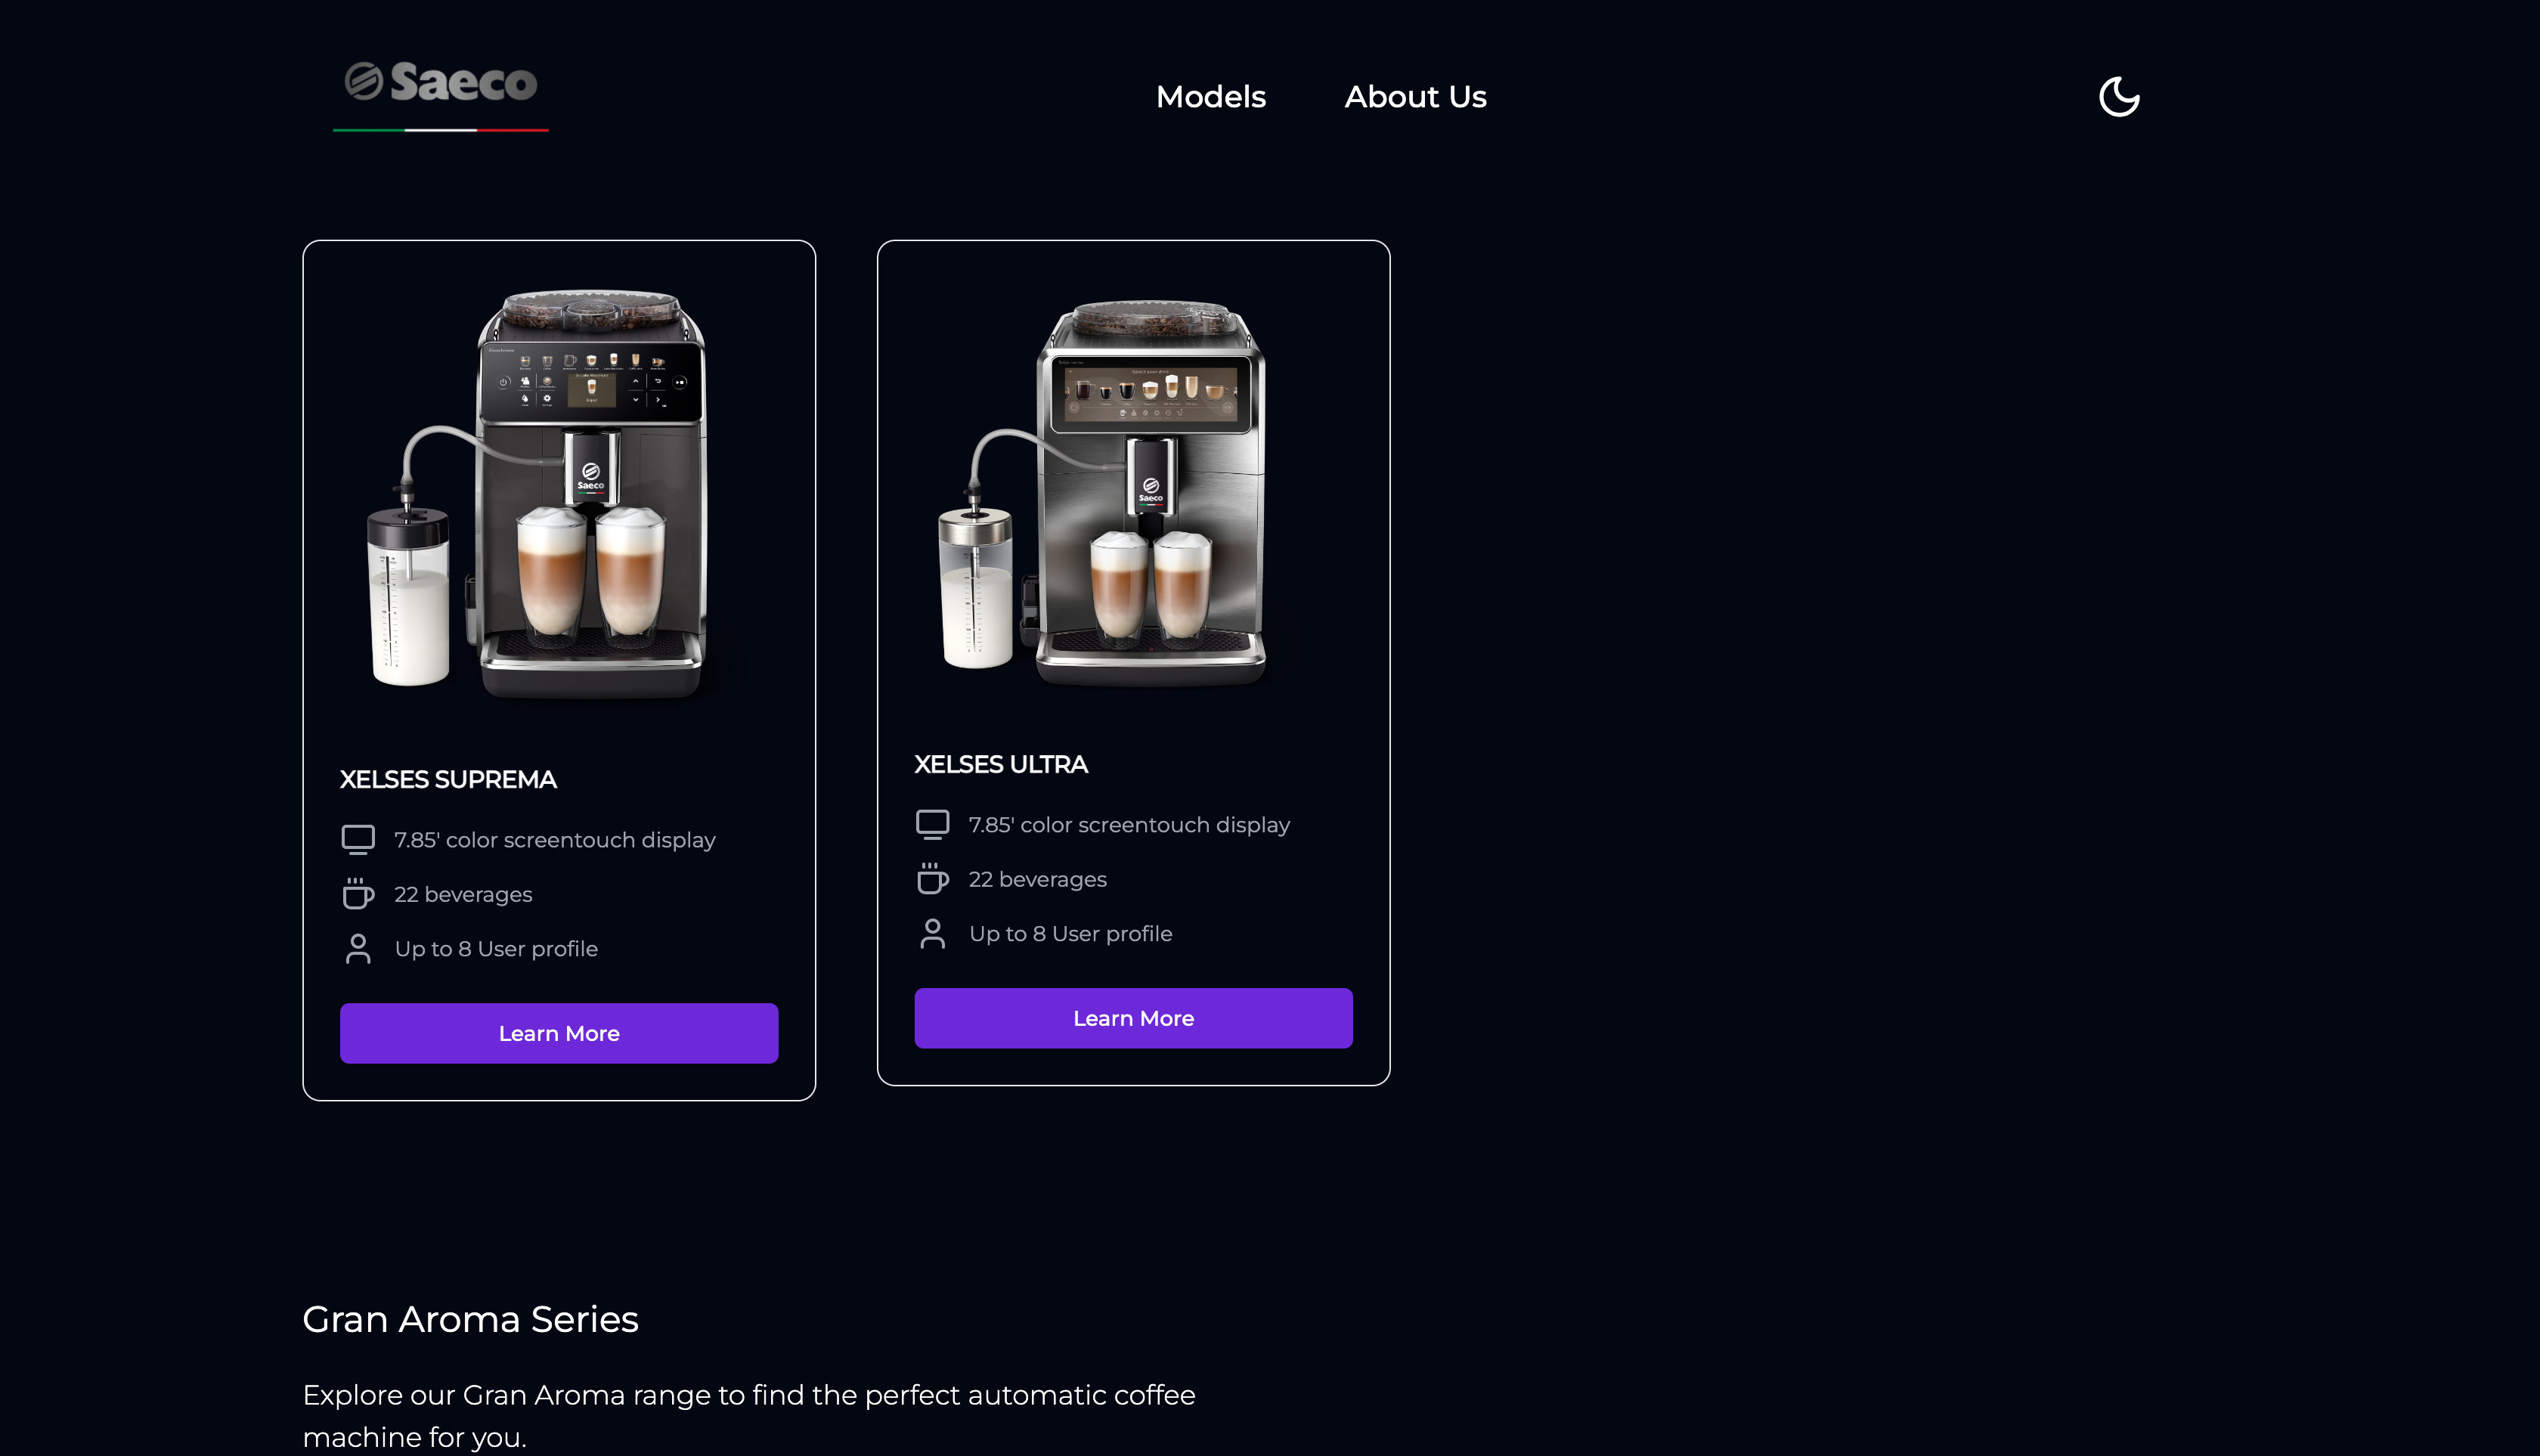 Saeco
Models
About Us
Saeco
Saeco
XELSES SUPREMA
7.85' color screentouch display
22 beverages
Up to 8 User profile
Learn More
XELSES ULTRA
7.85' color screentouch display
22 beverages
Up to 8 User profile
Learn More
Gran Aroma Series
Explore our Gran Aroma range to find the perfect automatic coffee
machine for you.